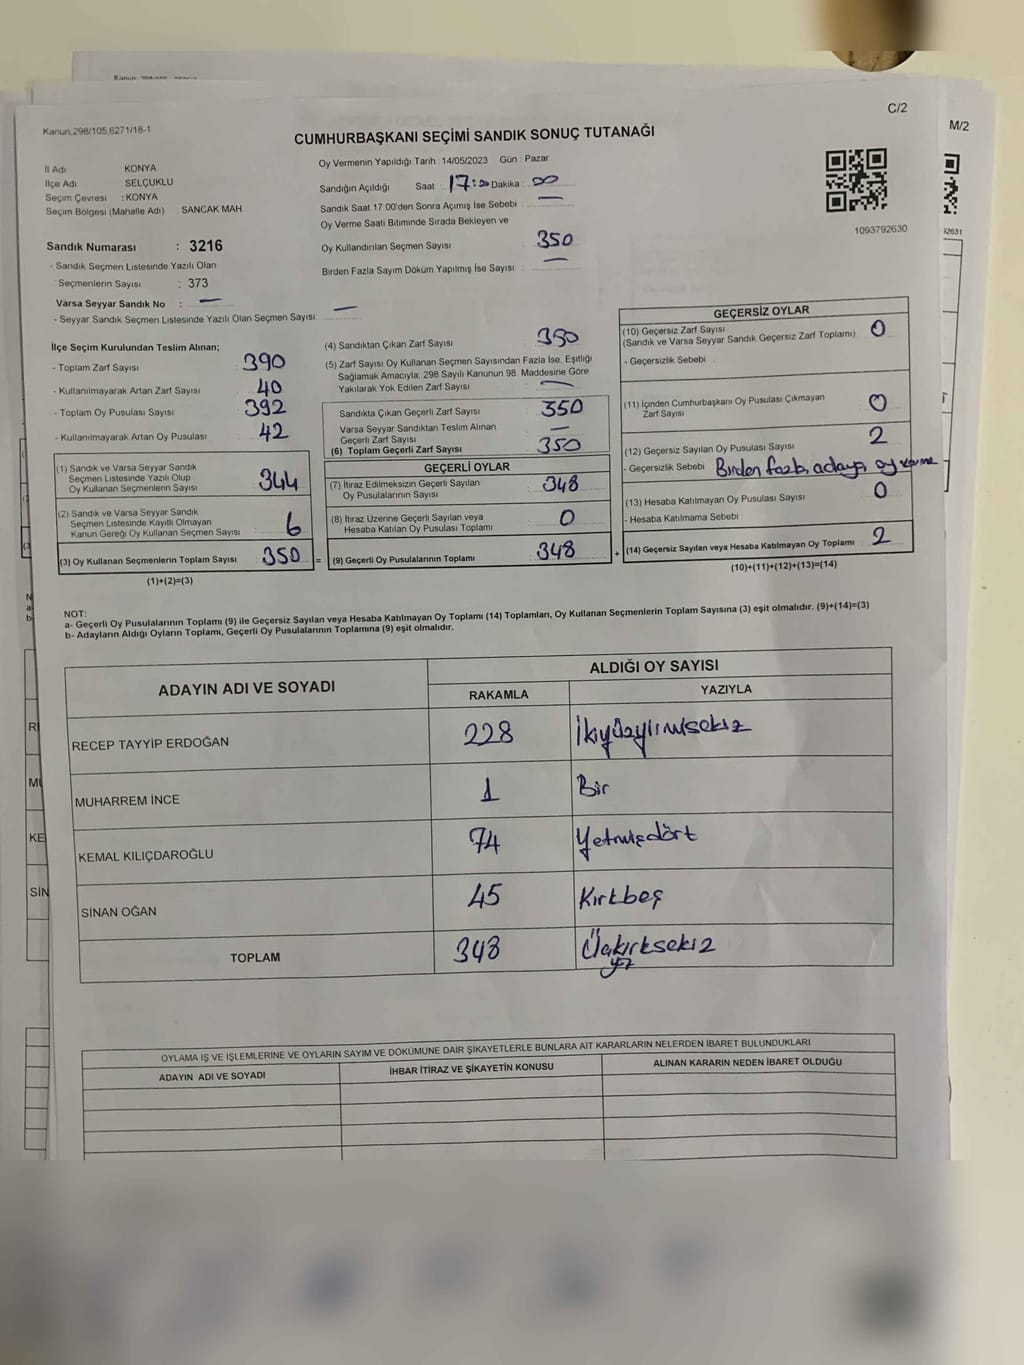 C/2
M/2
Kanun,298/105,6271/18-1
CUMHURBAŞKANI SEÇİMİ SANDIK SONUÇ TUTANAĞI
İl Adı KONYA
İlçe Adı SELÇUKLU
Seçim Çevresi : KONYA
Seçim Bölgesi (Mahalle Adı) SANCAK MAH
Sandık Numarası : 3216
- Sandık Seçmen Listesinde Yazılı Olan
Seçmenlerin Sayısı : 373
Varsa Seyyar Sandık No : —
- Seyyar Sandık Seçmen Listesinde Yazılı Olan Seçmen Sayısı: —
Oy Vermenin Yapıldığı Tarih : 14/05/2023 Gün : Pazar
Sandığın Açıldığı Saat 17:00 Dakika : 00
Sandık Saat 17 00'den Sonra Açımış İse Sebebi : —
Oy Verme Saati Bitiminde Sırada Bekleyen ve
Oy Kullandırılan Seçmen Sayısı : 350
Birden Fazla Sayım Döküm Yapılmış İse Sayısı : —
1093792630
92631
İlçe Seçim Kurulundan Teslim Alınan;
- Toplam Zarf Sayısı 390
- Kullanılmayarak Artan Zarf Sayısı 40
- Toplam Oy Pusulası Sayısı 392
- Kullanılmayarak Artan Oy Pusulası 42
(1) Sandık ve Varsa Seyyar Sandık
Seçmen Listesinde Yazılı Olup
Oy Kullanan Seçmenlerin Sayısı 344
(2) Sandık ve Varsa Seyyar Sandık
Seçmen Listesinde Kayıtlı Olmayan
Kanun Gereği Oy Kullanan Seçmen Sayısı 6
(3) Oy Kullanan Seçmenlerin Toplam Sayısı 350 =
(1)+(2)=(3)
(4) Sandıktan Çıkan Zarf Sayısı 350
(5) Zarf Sayısı Oy Kullanan Seçmen Sayısından Fazla İse, Eşitliği
Sağlamak Amacıyla, 298 Sayılı Kanunun 98. Maddesine Göre
Yakılarak Yok Edilen Zarf Sayısı —
Sandıkta Çıkan Geçerli Zarf Sayısı 350
Varsa Seyyar Sandıktan Teslim Alınan
Geçerli Zarf Sayısı —
(6) Toplam Geçerli Zarf Sayısı 350
GEÇERLİ OYLAR
(7) İtiraz Edilmeksizin Geçerli Sayılan
Oy Pusulalarının Sayısı 348
(8) İtiraz Üzerine Geçerli Sayılan veya
Hesaba Katılan Oy Pusulası Toplamı 0
(9) Geçerli Oy Pusulalarının Toplamı 348 +
GEÇERSİZ OYLAR
(10) Geçersiz Zarf Sayısı
(Sandık ve Varsa Seyyar Sandık Geçersiz Zarf Toplamı) 0
- Geçersizlik Sebebi
(11) İçinden Cumhurbaşkanı Oy Pusulası Çıkmayan
Zarf Sayısı 0
(12) Geçersiz Sayılan Oy Pusulası Sayısı 2
- Geçersizlik Sebebi Birden fazla adaya oy verme
(13) Hesaba Katılmayan Oy Pusulası Sayısı 0
- Hesaba Katılmama Sebebi
(14) Geçersiz Sayılan veya Hesaba Katılmayan Oy Toplamı 2
(10)+(11)+(12)+(13)=(14)
NOT:
a- Geçerli Oy Pusulalarının Toplamı (9) ile Geçersiz Sayılan veya Hesaba Katılmayan Oy Toplamı (14) Toplamları, Oy Kullanan Seçmenlerin Toplam Sayısına (3) eşit olmalıdır. (9)+(14)=(3)
b- Adayların Aldığı Oyların Toplamı, Geçerli Oy Pusulalarının Toplamına (9) eşit olmalıdır.
ADAYIN ADI VE SOYADI
ALDIĞI OY SAYISI
RAKAMLA YAZIYLA
RECEP TAYYİP ERDOĞAN 228 İkiyüzyirmisekiz
MUHARREM İNCE 1 Bir
KEMAL KILIÇDAROĞLU 74 Yetmişdört
SİNAN OĞAN 45 Kırkbeş
TOPLAM 348 Üçkırksekiz
yüz
OYLAMA İŞ VE İŞLEMLERİNE VE OYLARIN SAYIM VE DÖKÜMÜNE DAİR ŞİKAYETLERLE BUNLARA AİT KARARLARIN NELERDEN İBARET BULUNDUKLARI
ADAYIN ADI VE SOYADI İHBAR İTİRAZ VE ŞİKAYETİN KONUSU ALINAN KARARIN NEDEN İBARET OLDUĞU